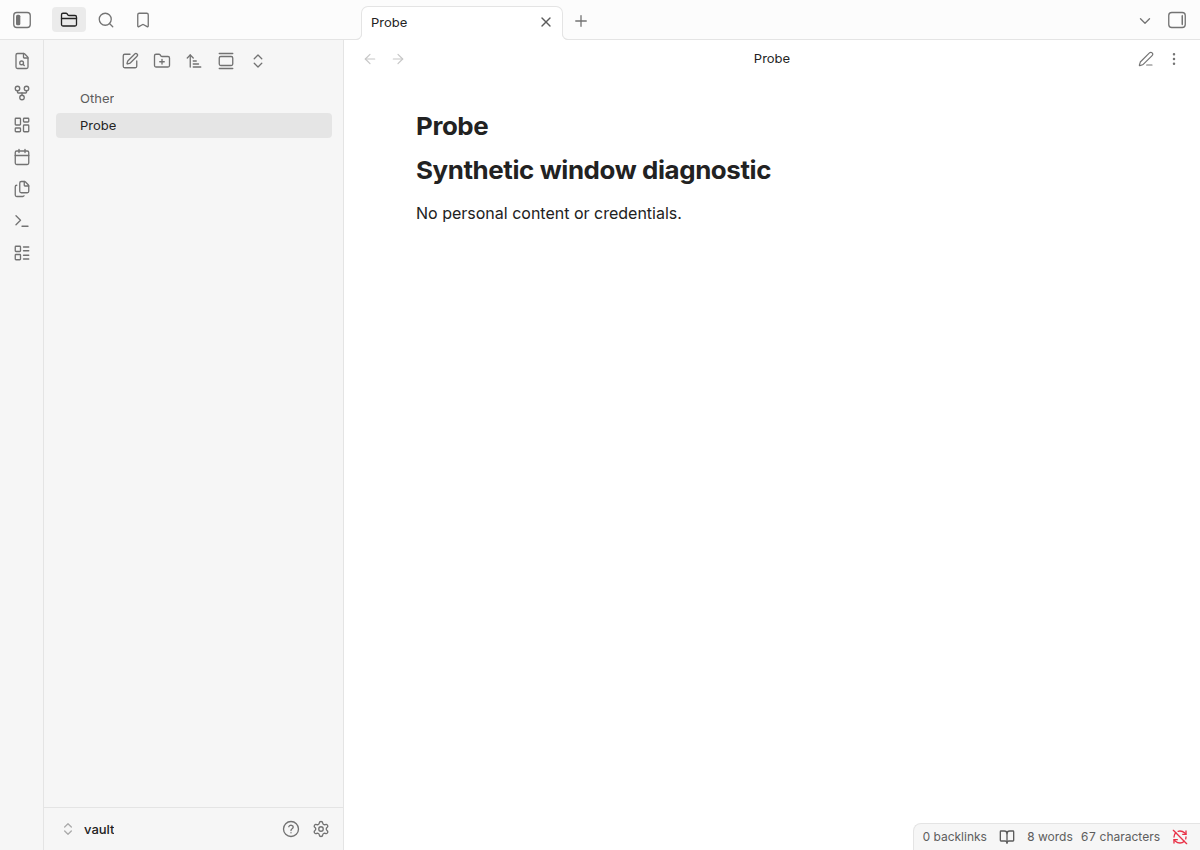 Probe
Probe
Other
Probe
Probe
Synthetic window diagnostic
No personal content or credentials.
vault
0 backlinks 8 words 67 characters